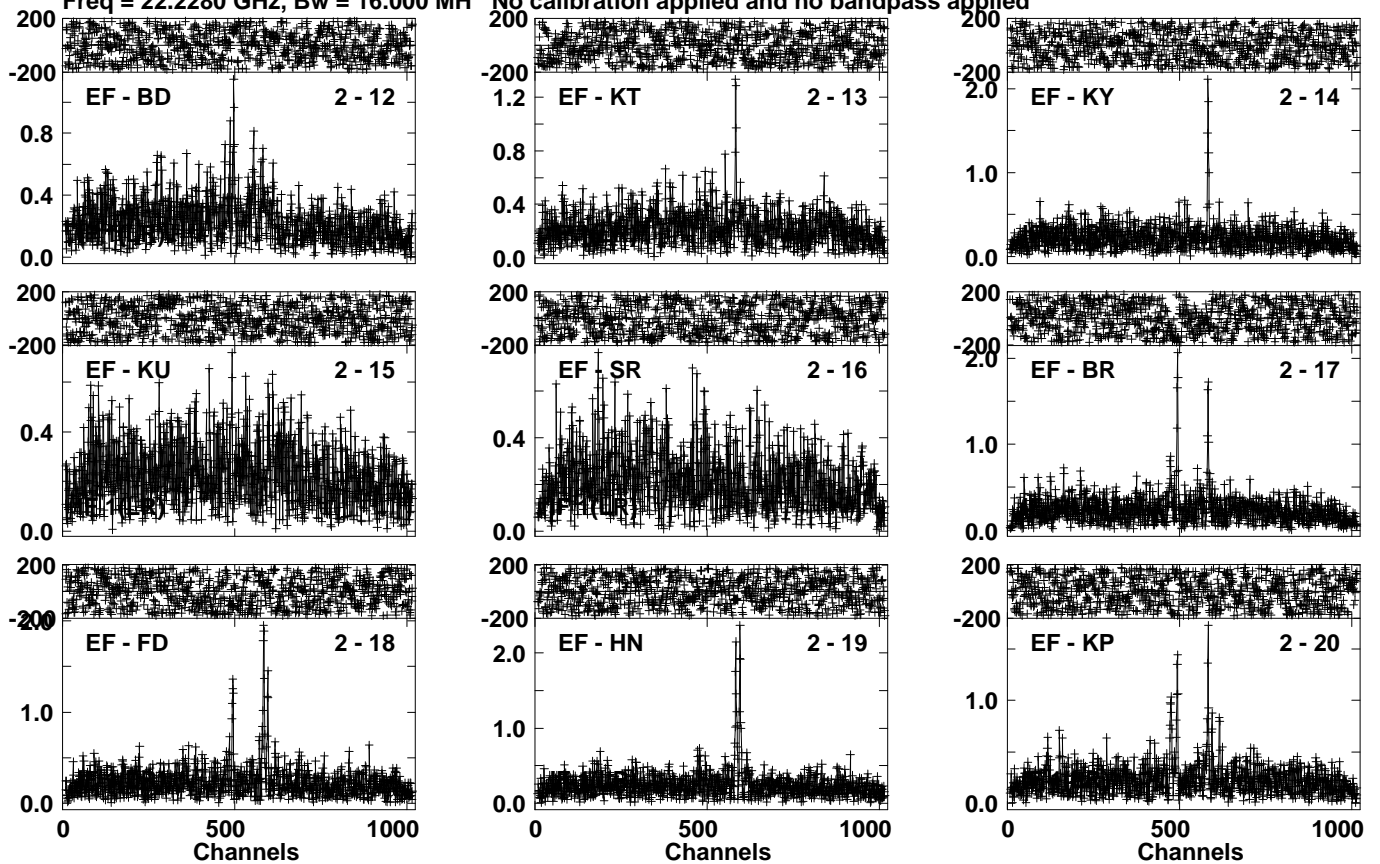 Freq = 22.2280 GHz, Bw = 16.000 MH No calibration applied and no bandpass applied
200 200 200
-200 -200 -200
EF - BD 2 - 12 EF - KT 2 - 13 EF - KY 2 - 14
0.8 1.2 2.0
0.4 0.8 1.0
0.0 0.4 0.0
0.0
200 200 200
-200 -200 -200
EF - KU 2 - 15 EF - SR 2 - 16 EF - BR 2 - 17
0.4 0.4 2.0
0.0 0.0 1.0
0.0
200 200 200
-200 -200 -200
EF - FD 2 - 18 EF - HN 2 - 19 EF - KP 2 - 20
2.0 2.0 1.0
1.0 1.0 0.0
0.0 0.0
0 500 1000 0 500 1000 0 500 1000
Channels Channels Channels